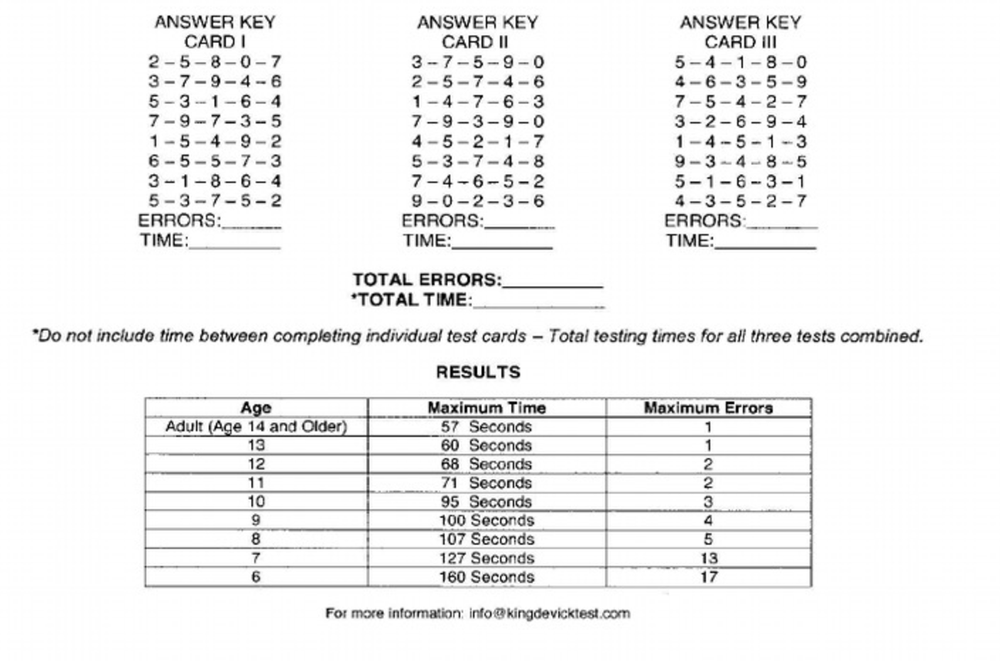 ANSWER KEY
CARD I
2 – 5 – 8 – 0 – 7
3 – 7 – 9 – 4 – 6
5 – 3 – 1 – 6 – 4
7 – 9 – 7 – 3 – 5
1 – 5 – 4 – 9 – 2
6 – 5 – 5 – 7 – 3
3 – 1 – 8 – 6 – 4
5 – 3 – 7 – 5 – 2
ERRORS:______
TIME:_________
ANSWER KEY
CARD II
3 – 7 – 5 – 9 – 0
2 – 5 – 7 – 4 – 6
1 – 4 – 7 – 6 – 3
7 – 9 – 3 – 9 – 0
4 – 5 – 2 – 1 – 7
5 – 3 – 7 – 4 – 8
7 – 4 – 6 – 5 – 2
9 – 0 – 2 – 3 – 6
ERRORS:_______
TIME:__________
ANSWER KEY
CARD III
5 – 4 – 1 – 8 – 0
4 – 6 – 3 – 5 – 9
7 – 5 – 4 – 2 – 7
3 – 2 – 6 – 9 – 4
1 – 4 – 5 – 1 – 3
9 – 3 – 4 – 8 – 5
5 – 1 – 6 – 3 – 1
4 – 3 – 5 – 2 – 7
ERRORS:_______
TIME:__________
TOTAL ERRORS:__________
*TOTAL TIME:_____________
*Do not include time between completing individual test cards – Total testing times for all three tests combined.
RESULTS
Age Maximum Time Maximum Errors
Adult (Age 14 and Older) 57 Seconds 1
13 60 Seconds 1
12 68 Seconds 2
11 71 Seconds 2
10 95 Seconds 3
9 100 Seconds 4
8 107 Seconds 5
7 127 Seconds 13
6 160 Seconds 17
For more information: info@kingdevicktest.com